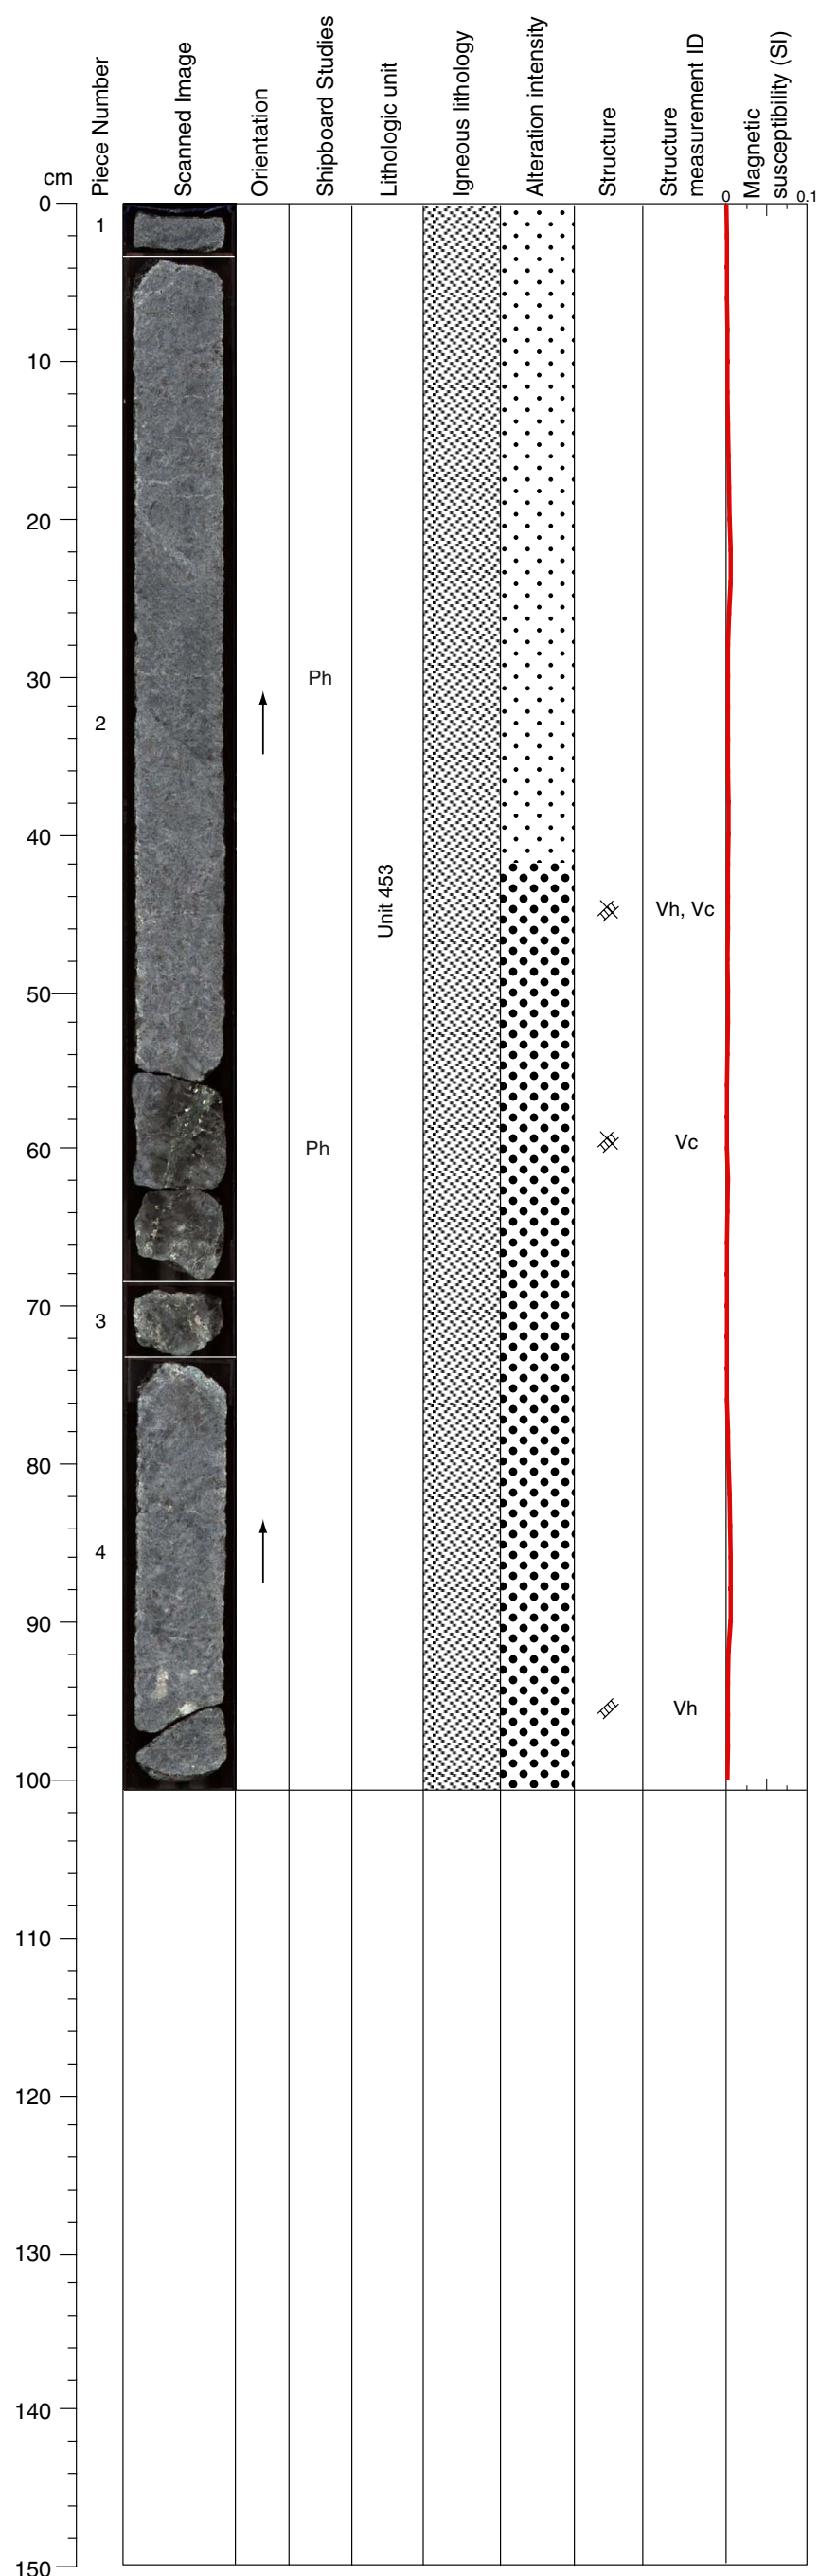 cm
Piece Number
Scanned Image
Orientation
Shipboard Studies
Lithologic unit
Igneous lithology
Alteration intensity
Structure
Structure
measurement ID
Magnetic
susceptibility (SI)
0 0.1
0
1
10
20
30
Ph
2
40
Unit 453
Vh, Vc
50
60
Ph
Vc
70
3
80
4
90
Vh
100
110
120
130
140
150